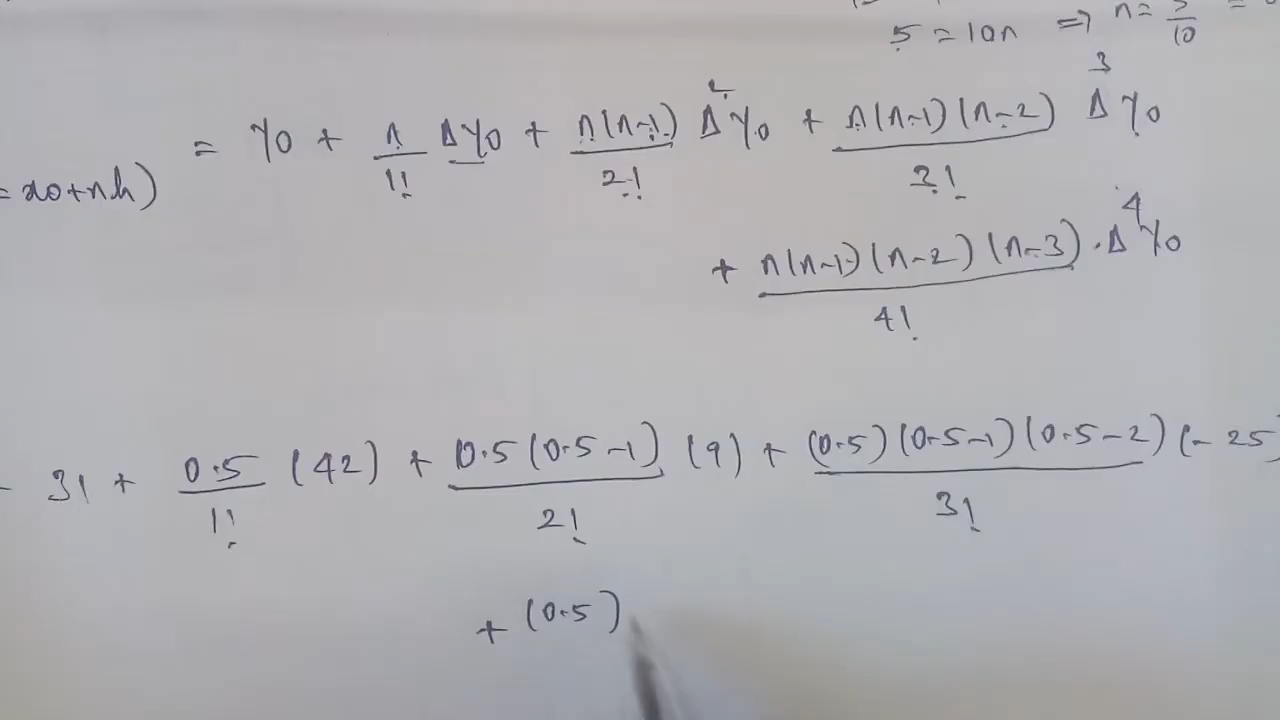 5 = 10n ⇒ n = 5/10 =
= x0+nh) = y0 + n/1! Δy0 + n(n-1)/2! Δ²y0 + n(n-1)(n-2)/3! Δ³y0
+ n(n-1)(n-2)(n-3)/4! · Δ⁴y0
31 + 0.5/1! (42) + 0.5(0.5-1)/2! (9) + (0.5)(0.5-1)(0.5-2)/3! (-25)
+ (0.5)